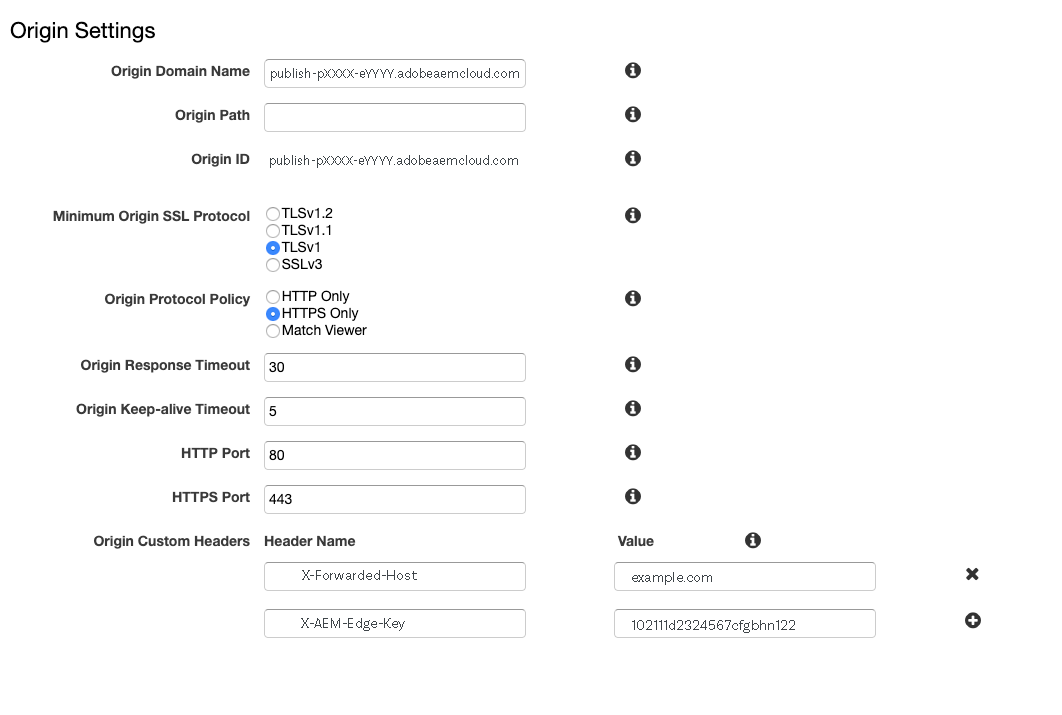 Origin Settings
Origin Domain Name publish-pXXXX-eYYYY.adobeaemcloud.com
Origin Path
Origin ID publish-pXXXX-eYYYY.adobeaemcloud.com
Minimum Origin SSL Protocol TLSv1.2
TLSv1.1
TLSv1
SSLv3
Origin Protocol Policy HTTP Only
HTTPS Only
Match Viewer
Origin Response Timeout 30
Origin Keep-alive Timeout 5
HTTP Port 80
HTTPS Port 443
Origin Custom Headers Header Name Value
X-Forwarded-Host example.com
X-AEM-Edge-Key 102111d2324567cfgbhn122